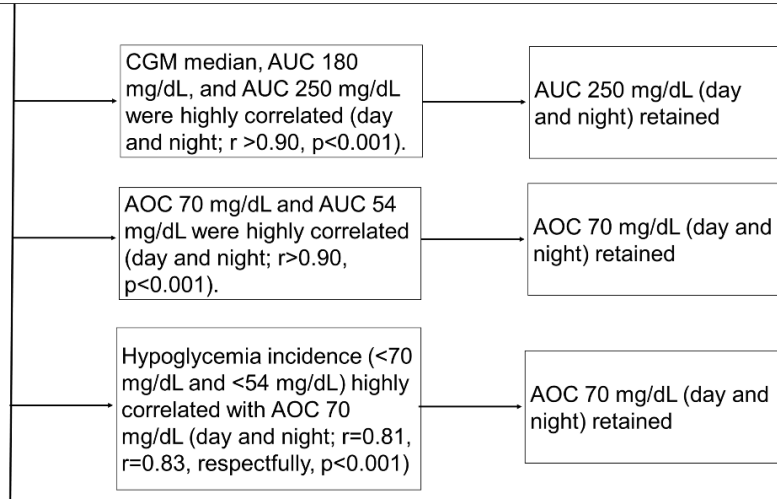 CGM median, AUC 180
mg/dL, and AUC 250 mg/dL
were highly correlated (day
and night; r >0.90, p<0.001).
AUC 250 mg/dL (day
and night) retained
AOC 70 mg/dL and AUC 54
mg/dL were highly correlated
(day and night; r>0.90,
p<0.001).
AOC 70 mg/dL (day and
night) retained
Hypoglycemia incidence (<70
mg/dL and <54 mg/dL) highly
correlated with AOC 70
mg/dL (day and night; r=0.81,
r=0.83, respectfully, p<0.001)
AOC 70 mg/dL (day and
night) retained